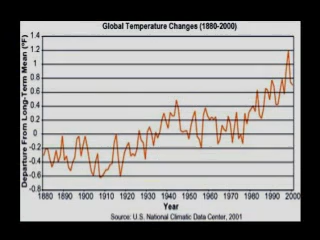 Global Temperature Changes (1880-2000)
Departure From Long-Term Mean (°F)
1.4
1.2
1
0.8
0.6
0.4
0.2
0
-0.2
-0.4
-0.6
-0.8
1880 1890 1900 1910 1920 1930 1940 1950 1960 1970 1980 1990 2000
Year
Source: U.S. National Climatic Data Center, 2001